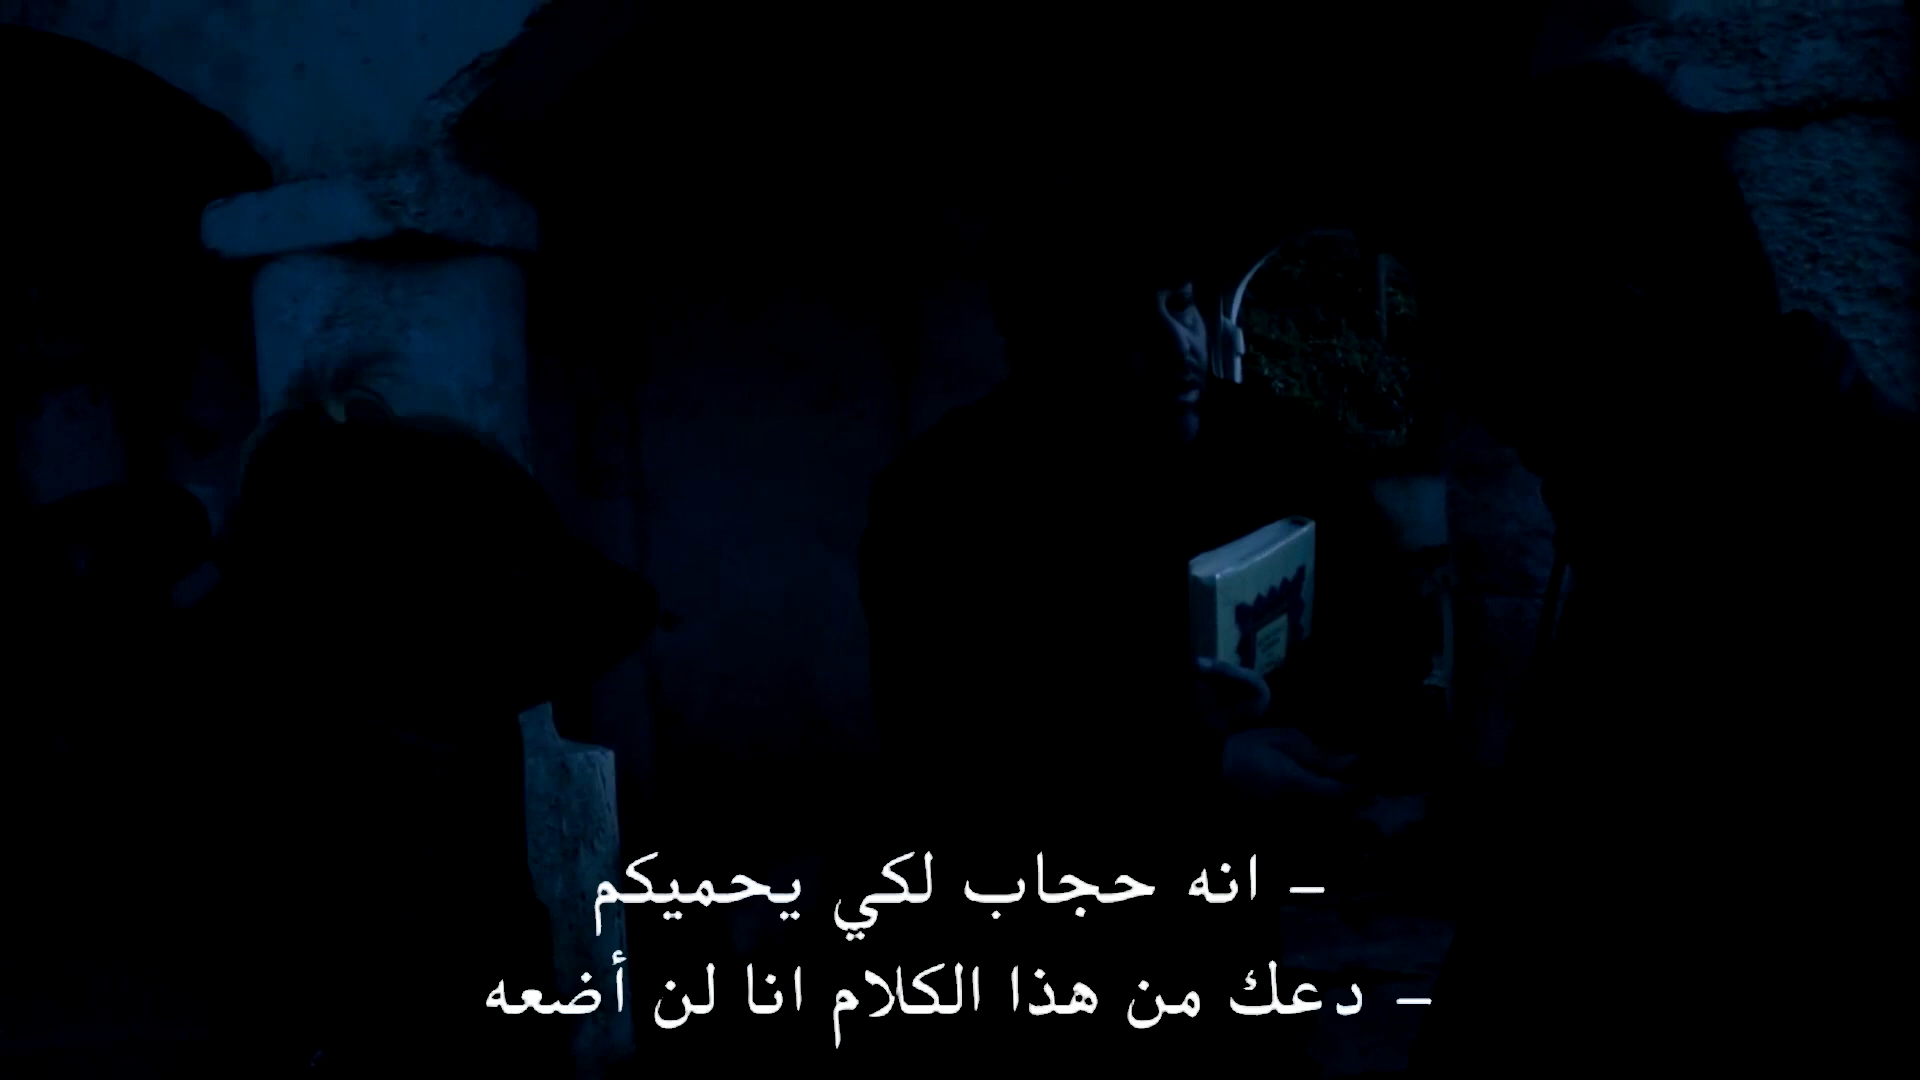 - انه حجاب لكي يحميكم
- دعك من هذا الكلام انا لن أضعه